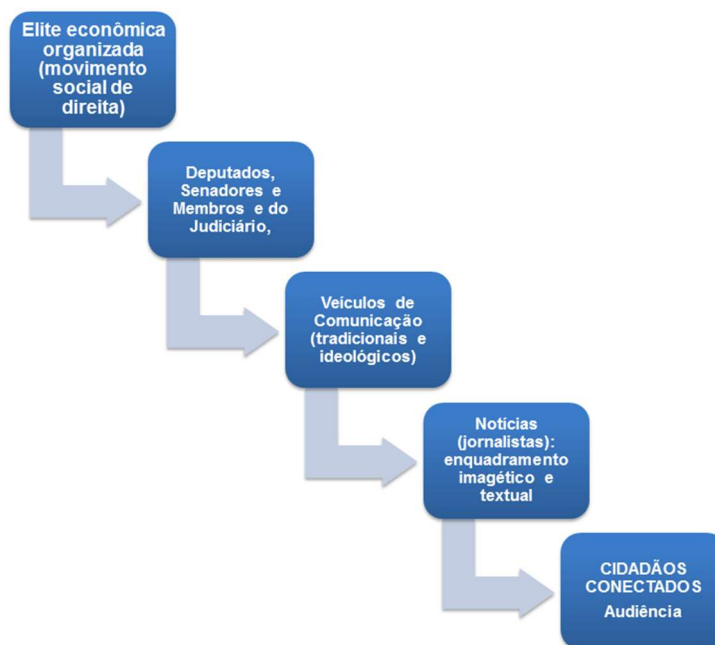 Elite econômica
organizada
(movimento
social de
direita)
Deputados,
Senadores e
Membros e do
Judiciário,
Veículos de
Comunicação
(tradicionais e
ideológicos)
Notícias
(jornalistas):
enquadramento
imagético e
textual
CIDADÃOS
CONECTADOS
Audiência